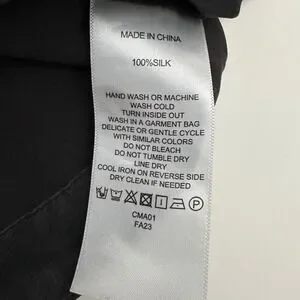 MADE IN CHINA
100%SILK
HAND WASH OR MACHINE
WASH COLD
TURN INSIDE OUT
WASH IN A GARMENT BAG
DELICATE OR GENTLE CYCLE
WITH SIMILAR COLORS
DO NOT BLEACH
DO NOT TUMBLE DRY
LINE DRY
COOL IRON ON REVERSE SIDE
DRY CLEAN IF NEEDED
CMA01
FA23